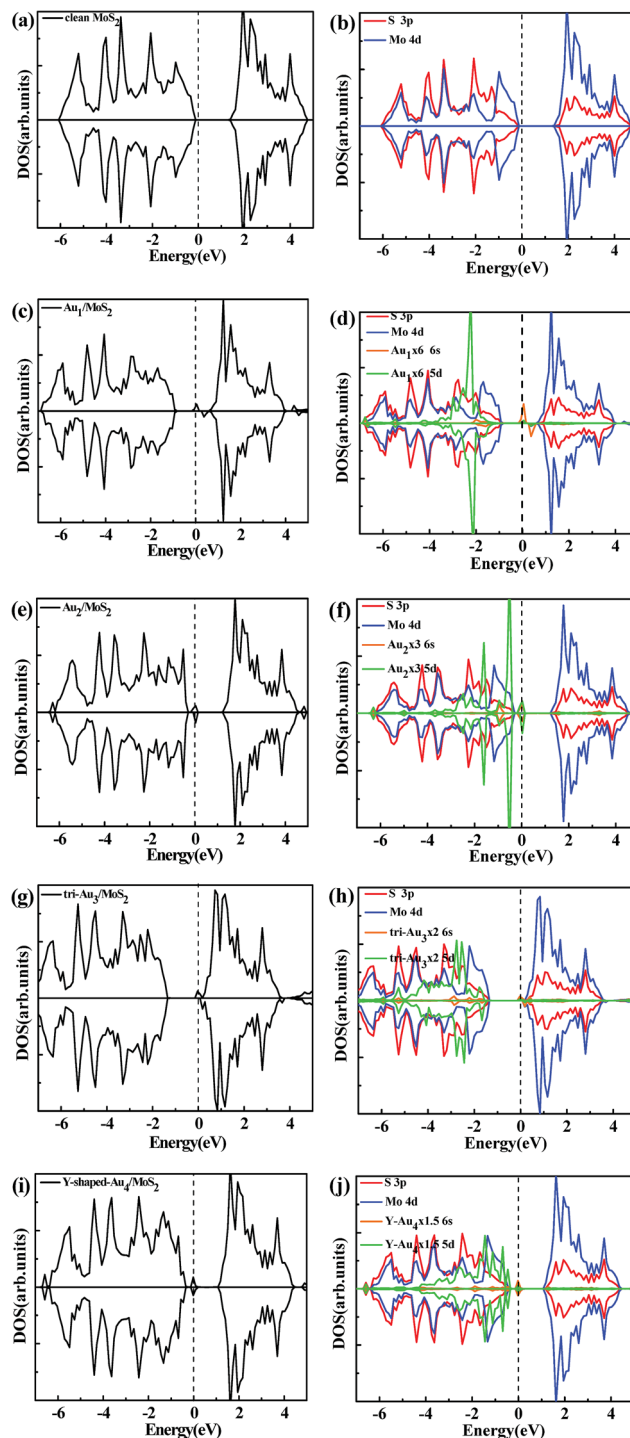 (a)
clean MoS2
DOS(arb.units)
-6 -4 -2 0 2 4
Energy(eV)
(b)
S 3p
Mo 4d
DOS(arb.units)
-6 -4 -2 0 2 4
Energy(eV)
(c)
Au1/MoS2
DOS(arb.units)
-6 -4 -2 0 2 4
Energy(eV)
(d)
S 3p
Mo 4d
Au1x6 6s
Au1x6 5d
DOS(arb.units)
-6 -4 -2 0 2 4
Energy(eV)
(e)
Au2/MoS2
DOS(arb.units)
-6 -4 -2 0 2 4
Energy(eV)
(f)
S 3p
Mo 4d
Au2x3 6s
Au2x3 5d
DOS(arb.units)
-6 -4 -2 0 2 4
Energy(eV)
(g)
tri-Au3/MoS2
DOS(arb.units)
-6 -4 -2 0 2 4
Energy(eV)
(h)
S 3p
Mo 4d
tri-Au3x2 6s
tri-Au3x2 5d
DOS(arb.units)
-6 -4 -2 0 2 4
Energy(eV)
(i)
Y-shaped-Au4/MoS2
DOS(arb.units)
-6 -4 -2 0 2 4
Energy(eV)
(j)
S 3p
Mo 4d
Y-Au4x1.5 6s
Y-Au4x1.5 5d
DOS(arb.units)
-6 -4 -2 0 2 4
Energy(eV)